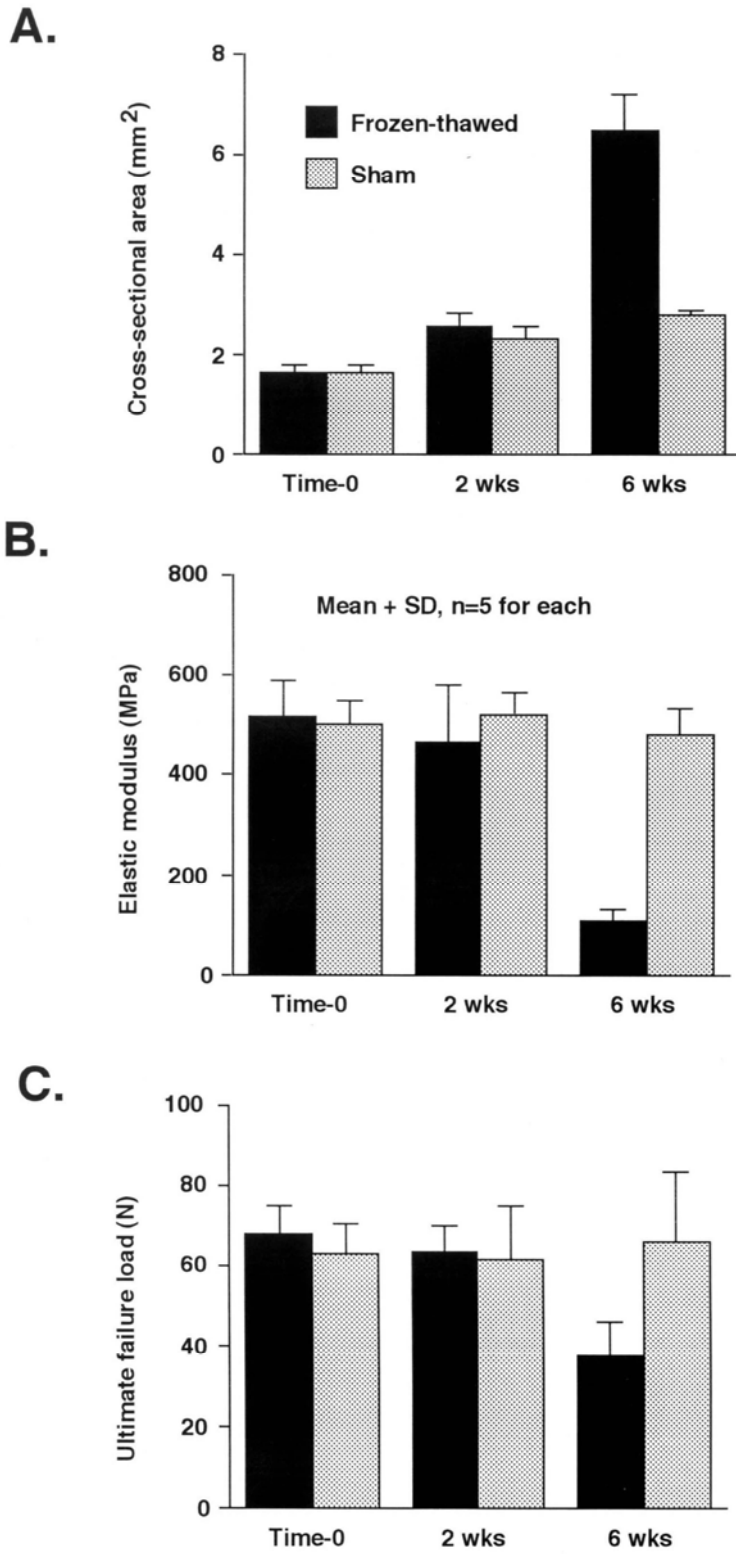 A.
Cross-sectional area (mm²)
8
6
4
2
0
Frozen-thawed
Sham
Time-0
2 wks
6 wks
B.
Elastic modulus (MPa)
800
600
400
200
0
Mean + SD, n=5 for each
Time-0
2 wks
6 wks
C.
Ultimate failure load (N)
100
80
60
40
20
0
Time-0
2 wks
6 wks